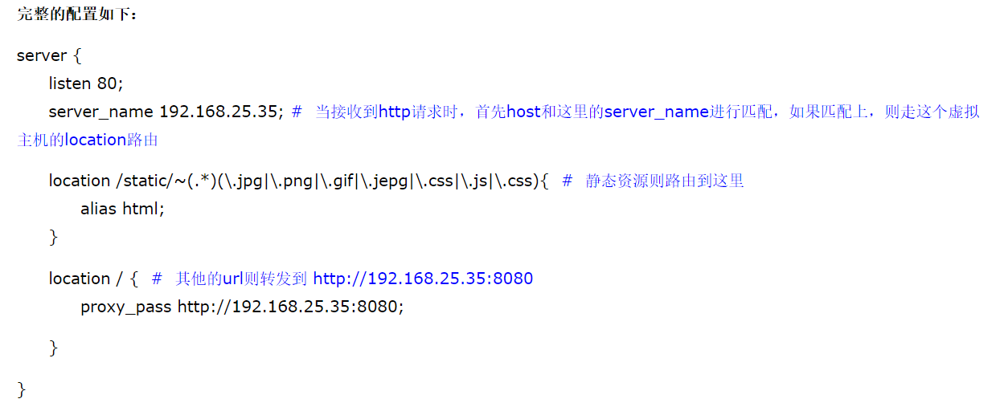 完整的配置如下：
server {
listen 80;
server_name 192.168.25.35; # 当接收到http请求时，首先host和这里的server_name进行匹配，如果匹配上，则走这个虚拟
主机的location路由
location /static/~(.*)(\.jpg|\.png|\.gif|\.jepg|\.css|\.js|\.css){ # 静态资源则路由到这里
alias html;
}
location / { # 其他的url则转发到 http://192.168.25.35:8080
proxy_pass http://192.168.25.35:8080;
}
}